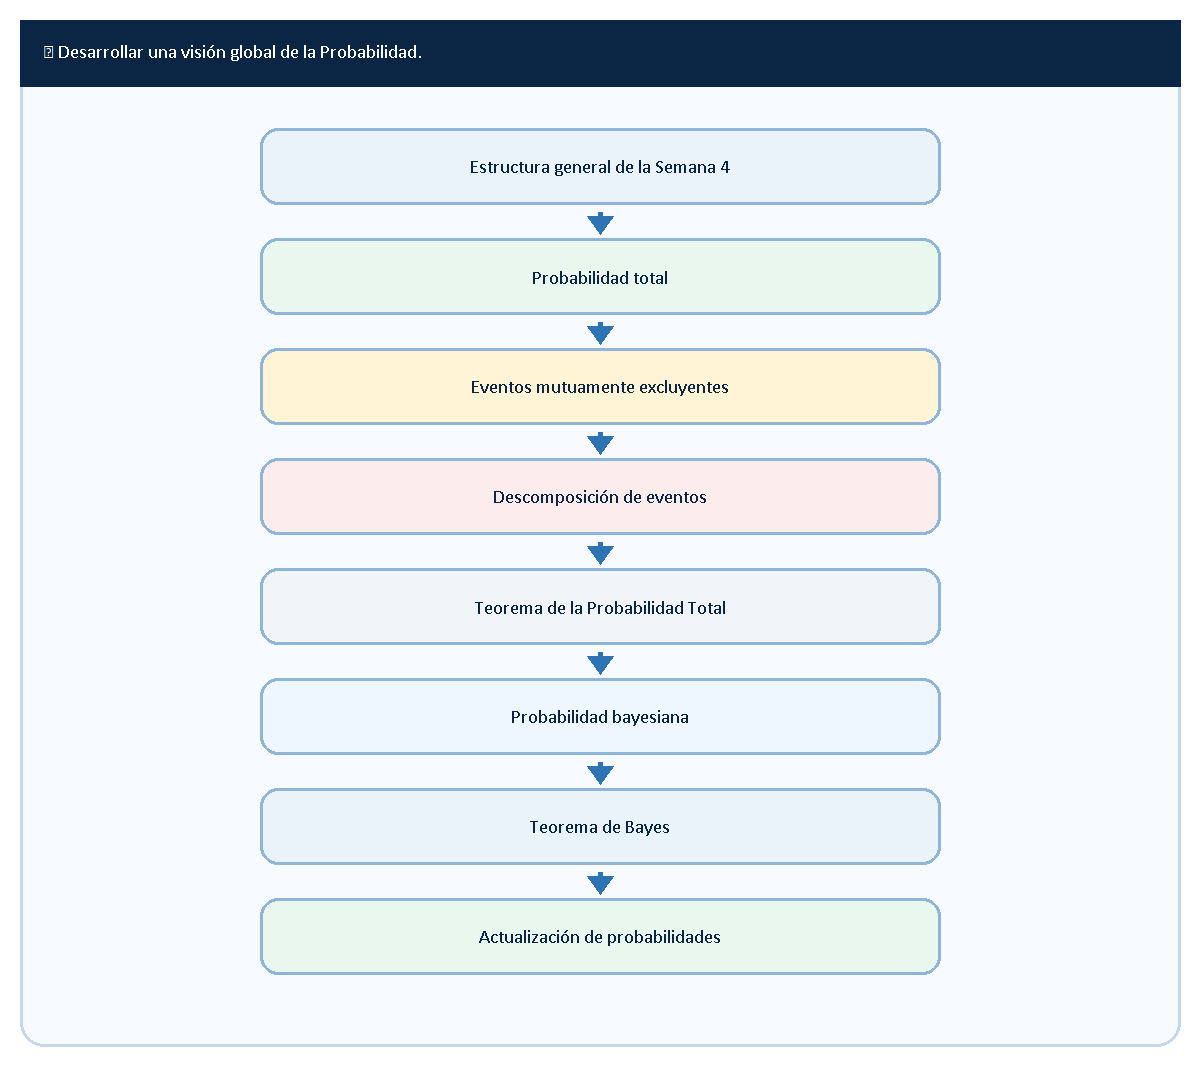 Desarrollar una visión global de la Probabilidad.
Estructura general de la Semana 4
Probabilidad total
Eventos mutuamente excluyentes
Descomposición de eventos
Teorema de la Probabilidad Total
Probabilidad bayesiana
Teorema de Bayes
Actualización de probabilidades